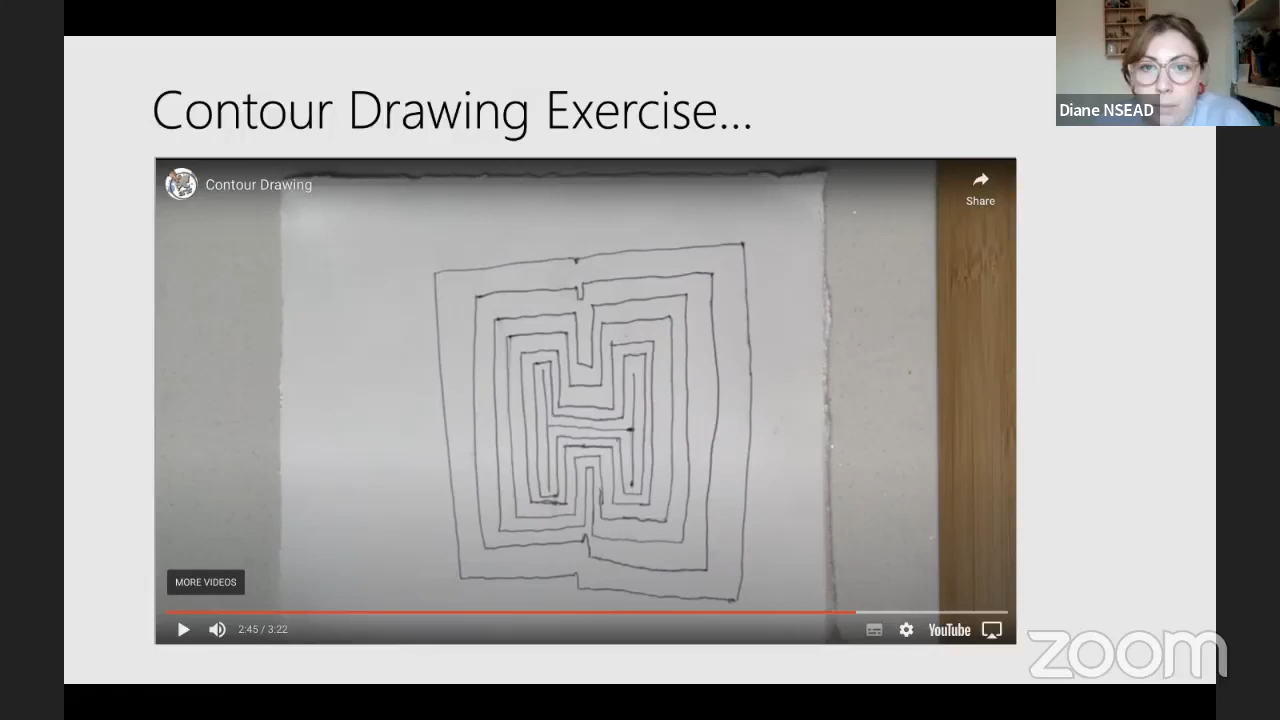 Contour Drawing Exercise...
Diane NSEAD
Contour Drawing
Share
H
MORE VIDEOS
2:45 / 3:22
YouTube
zoom